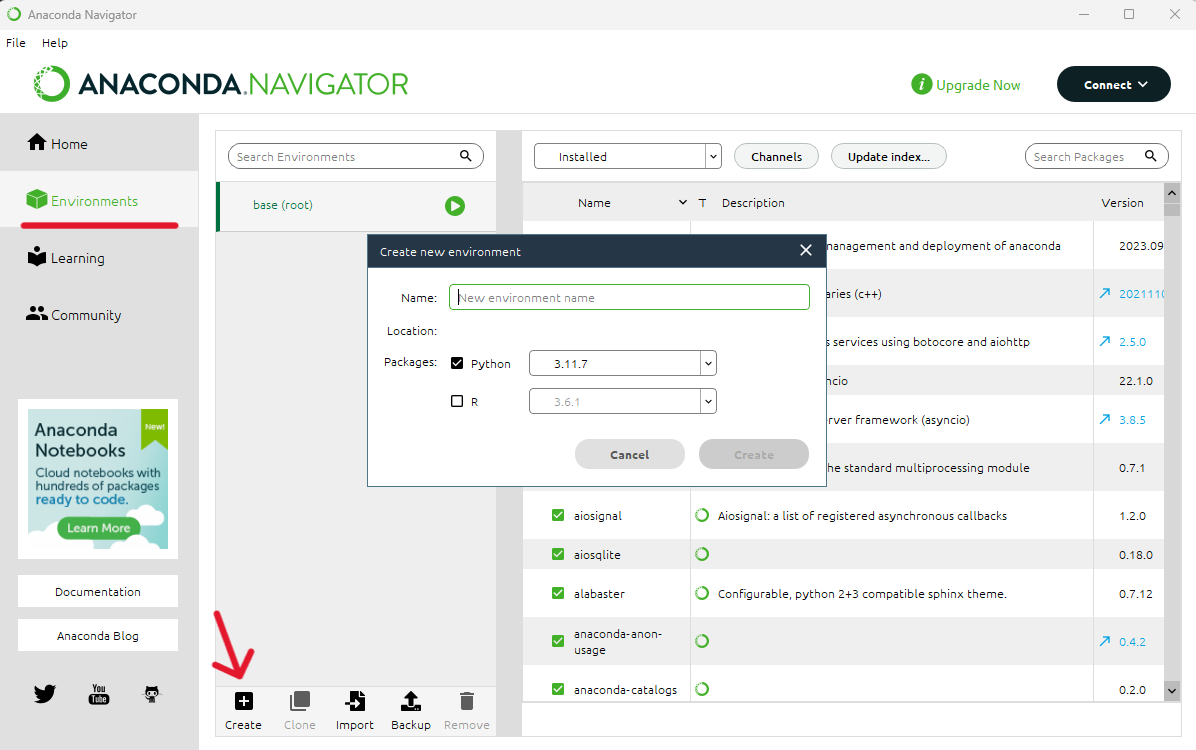 Anaconda Navigator
File Help
ANACONDA.NAVIGATOR
i Upgrade Now
Connect
Home
Environments
Learning
Community
Anaconda
Notebooks
New!
Cloud notebooks with
hundreds of packages
ready to code.
Learn More
Documentation
Anaconda Blog
You
Tube
Search Environments
base (root)
Create Clone Import Backup Remove
Installed
Channels
Update index...
Search Packages
Name T Description Version
management and deployment of anaconda 2023.09
aries (c++) 2021110
s services using botocore and aiohttp 2.5.0
ncio 22.1.0
rver framework (asyncio) 3.8.5
he standard multiprocessing module 0.7.1
aiosignal Aiosignal: a list of registered asynchronous callbacks 1.2.0
aiosqlite 0.18.0
alabaster Configurable, python 2+3 compatible sphinx theme. 0.7.12
anaconda-anon-
usage 0.4.2
anaconda-catalogs 0.2.0
Create new environment
Name: New environment name
Location:
Packages: Python 3.11.7
R 3.6.1
Cancel Create